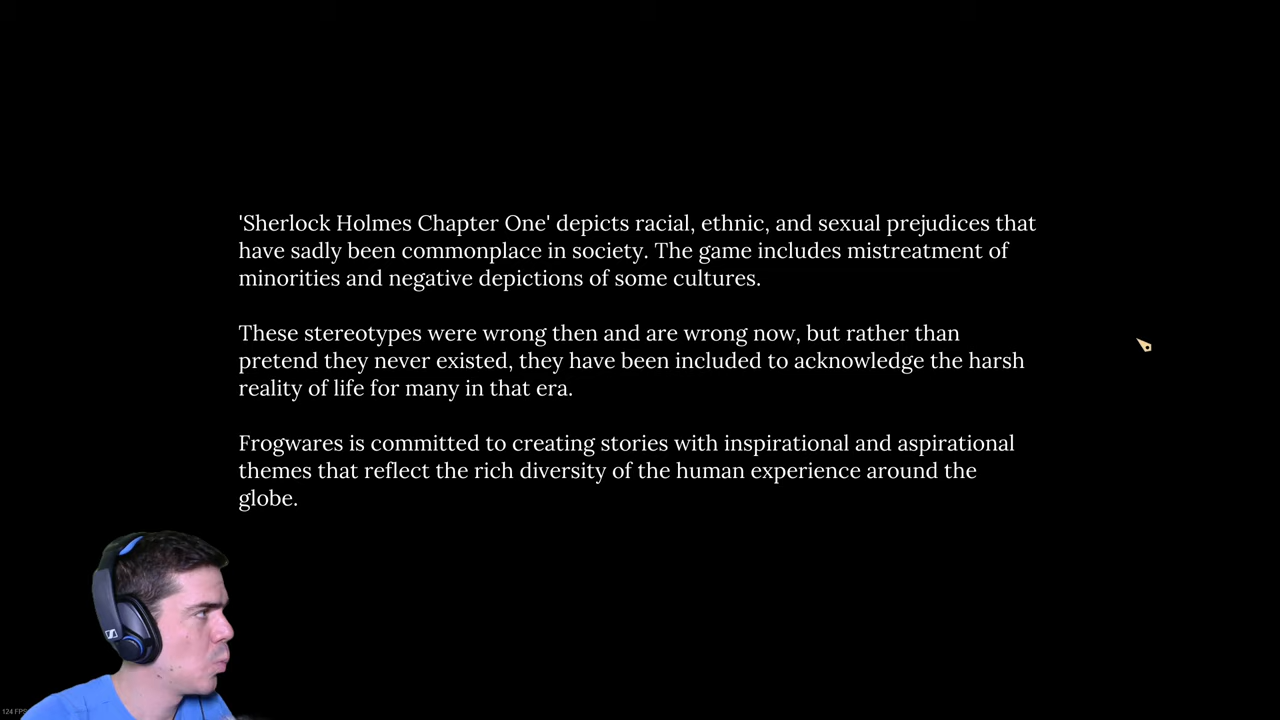 'Sherlock Holmes Chapter One' depicts racial, ethnic, and sexual prejudices that
have sadly been commonplace in society. The game includes mistreatment of
minorities and negative depictions of some cultures.
These stereotypes were wrong then and are wrong now, but rather than
pretend they never existed, they have been included to acknowledge the harsh
reality of life for many in that era.
Frogwares is committed to creating stories with inspirational and aspirational
themes that reflect the rich diversity of the human experience around the
globe.
124 FPS